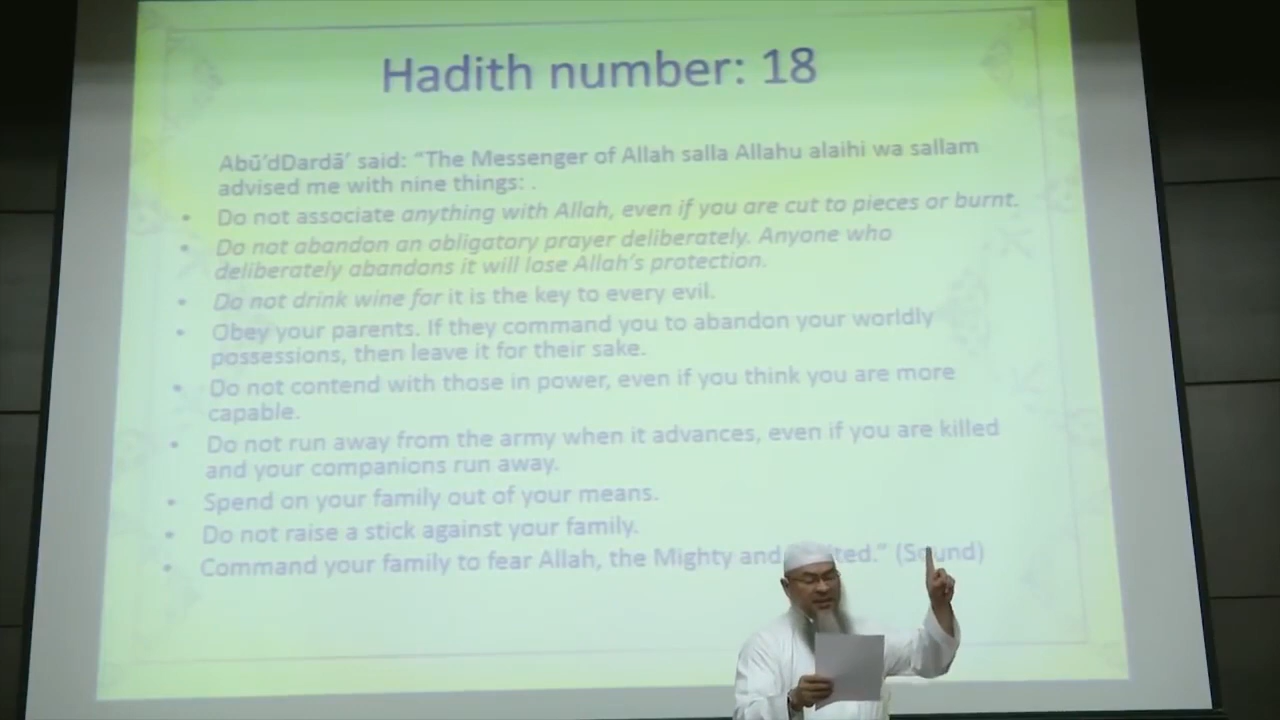 Hadith number: 18
Abū'dDardā' said: "The Messenger of Allah salla Allahu alaihi wa sallam
advised me with nine things: .
• Do not associate anything with Allah, even if you are cut to pieces or burnt.
• Do not abandon an obligatory prayer deliberately. Anyone who
deliberately abandons it will lose Allah's protection.
• Do not drink wine for it is the key to every evil.
• Obey your parents. If they command you to abandon your worldly
possessions, then leave it for their sake.
• Do not contend with those in power, even if you think you are more
capable.
• Do not run away from the army when it advances, even if you are killed
and your companions run away.
• Spend on your family out of your means.
• Do not raise a stick against your family.
• Command your family to fear Allah, the Mighty and (Sound)